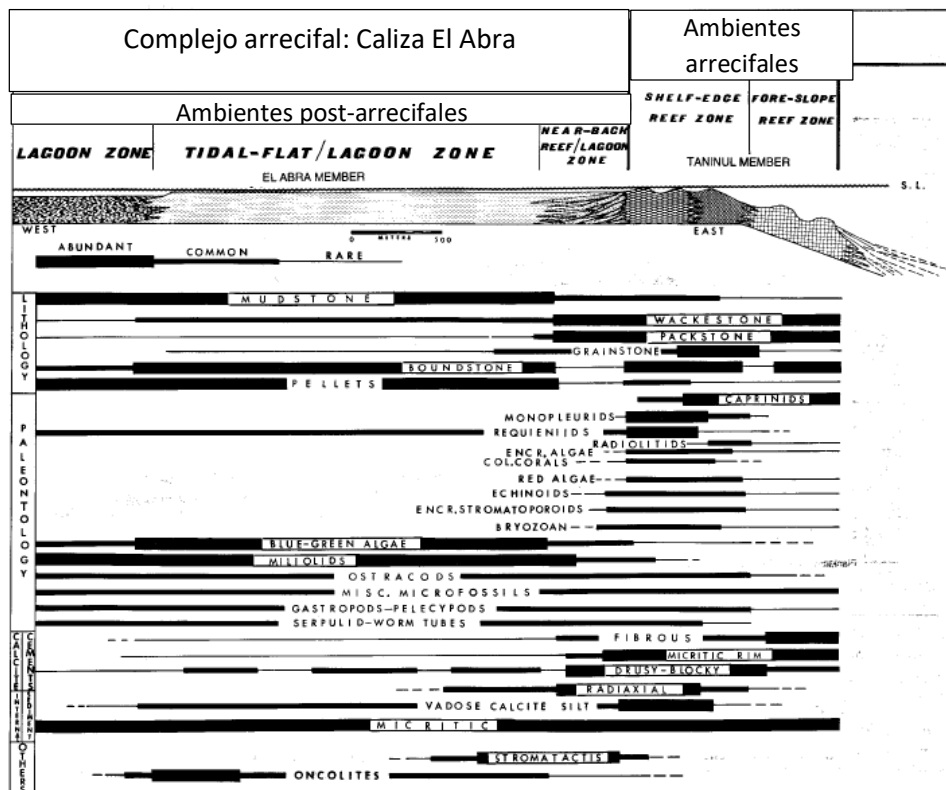 Complejo arrecifal: Caliza El Abra
Ambientes
arrecifales
Ambientes post-arrecifales
SHELF-EDGE
REEF ZONE
FORE-SLOPE
REEF ZONE
LAGOON ZONE
TIDAL-FLAT/LAGOON ZONE
NEAR-BACK
REEF/LAGOON
ZONE
TANINUL MEMBER
EL ABRA MEMBER
S.L.
WEST
0 METERS 500
EAST
ABUNDANT
COMMON
RARE
LITHOLOGY
MUDSTONE
WACKESTONE
PACKSTONE
GRAINSTONE
BOUNDSTONE
PELLETS
PALEONTOLOGY
CAPRINIDS
MONOPLEURIDS
REQUIENIIDS
RADIOLITIDS
ENCR. ALGAE
COL. CORALS
RED ALGAE
ECHINOIDS
ENCR. STROMATOPOROIDS
BRYOZOAN
BLUE-GREEN ALGAE
MILIOLIDS
OSTRACODS
MISC. MICROFOSSILS
GASTROPODS-PELECYPODS
SERPULID-WORM TUBES
CALCITE CEMENTS
FIBROUS
MICRITIC RIM
DRUSY-BLOCKY
RADIAXIAL
INTERNAL SEDIMENT
VADOSE CALCITE SILT
MICRITIC
OTHERS
STROMATACTIS
ONCOLITES